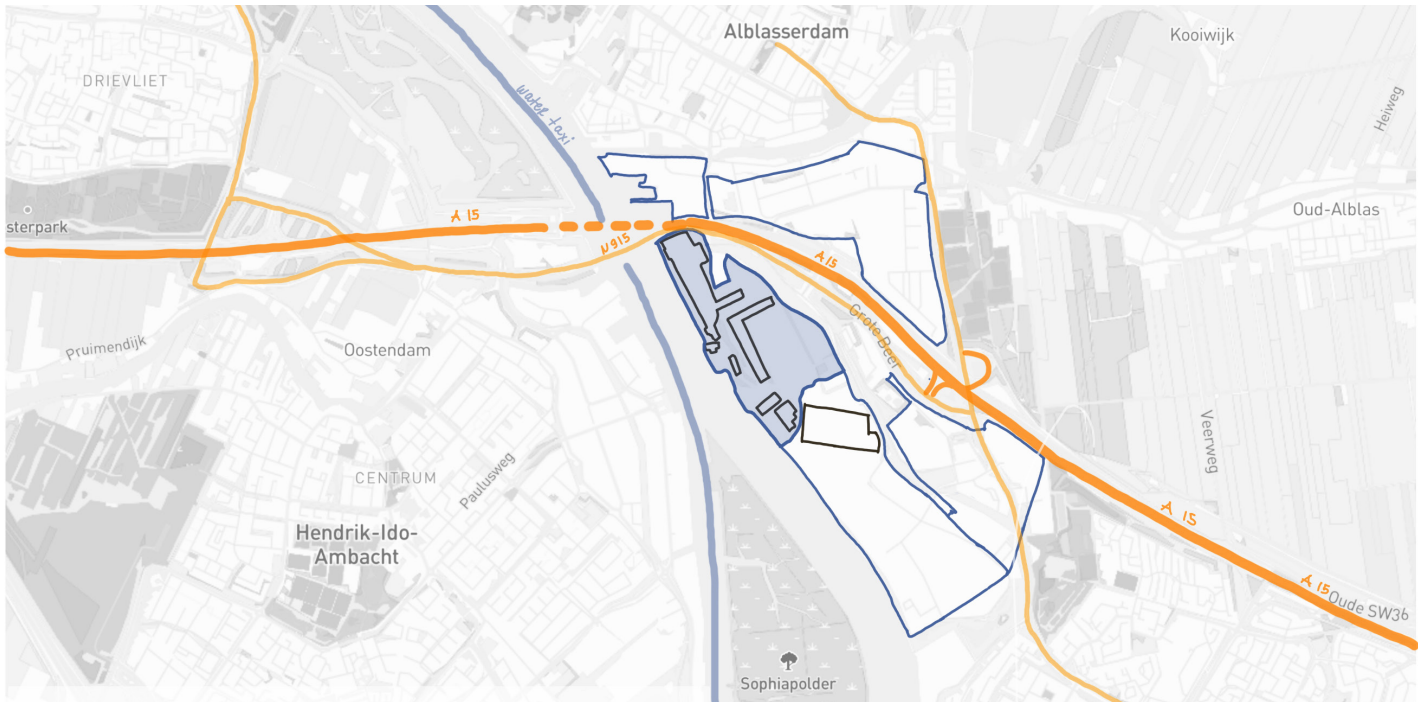 Alblasserdam
Kooiwijk
DRIEVLIET
water taxi
Heiweg
sterpark
A 15
Oud-Alblas
N915
A15
Grote Beer
Pruimendijk
Oostendam
Veerweg
Paulusweg
CENTRUM
A 15
Hendrik-Ido-
Ambacht
A 15
Oude SW36
Sophiapolder